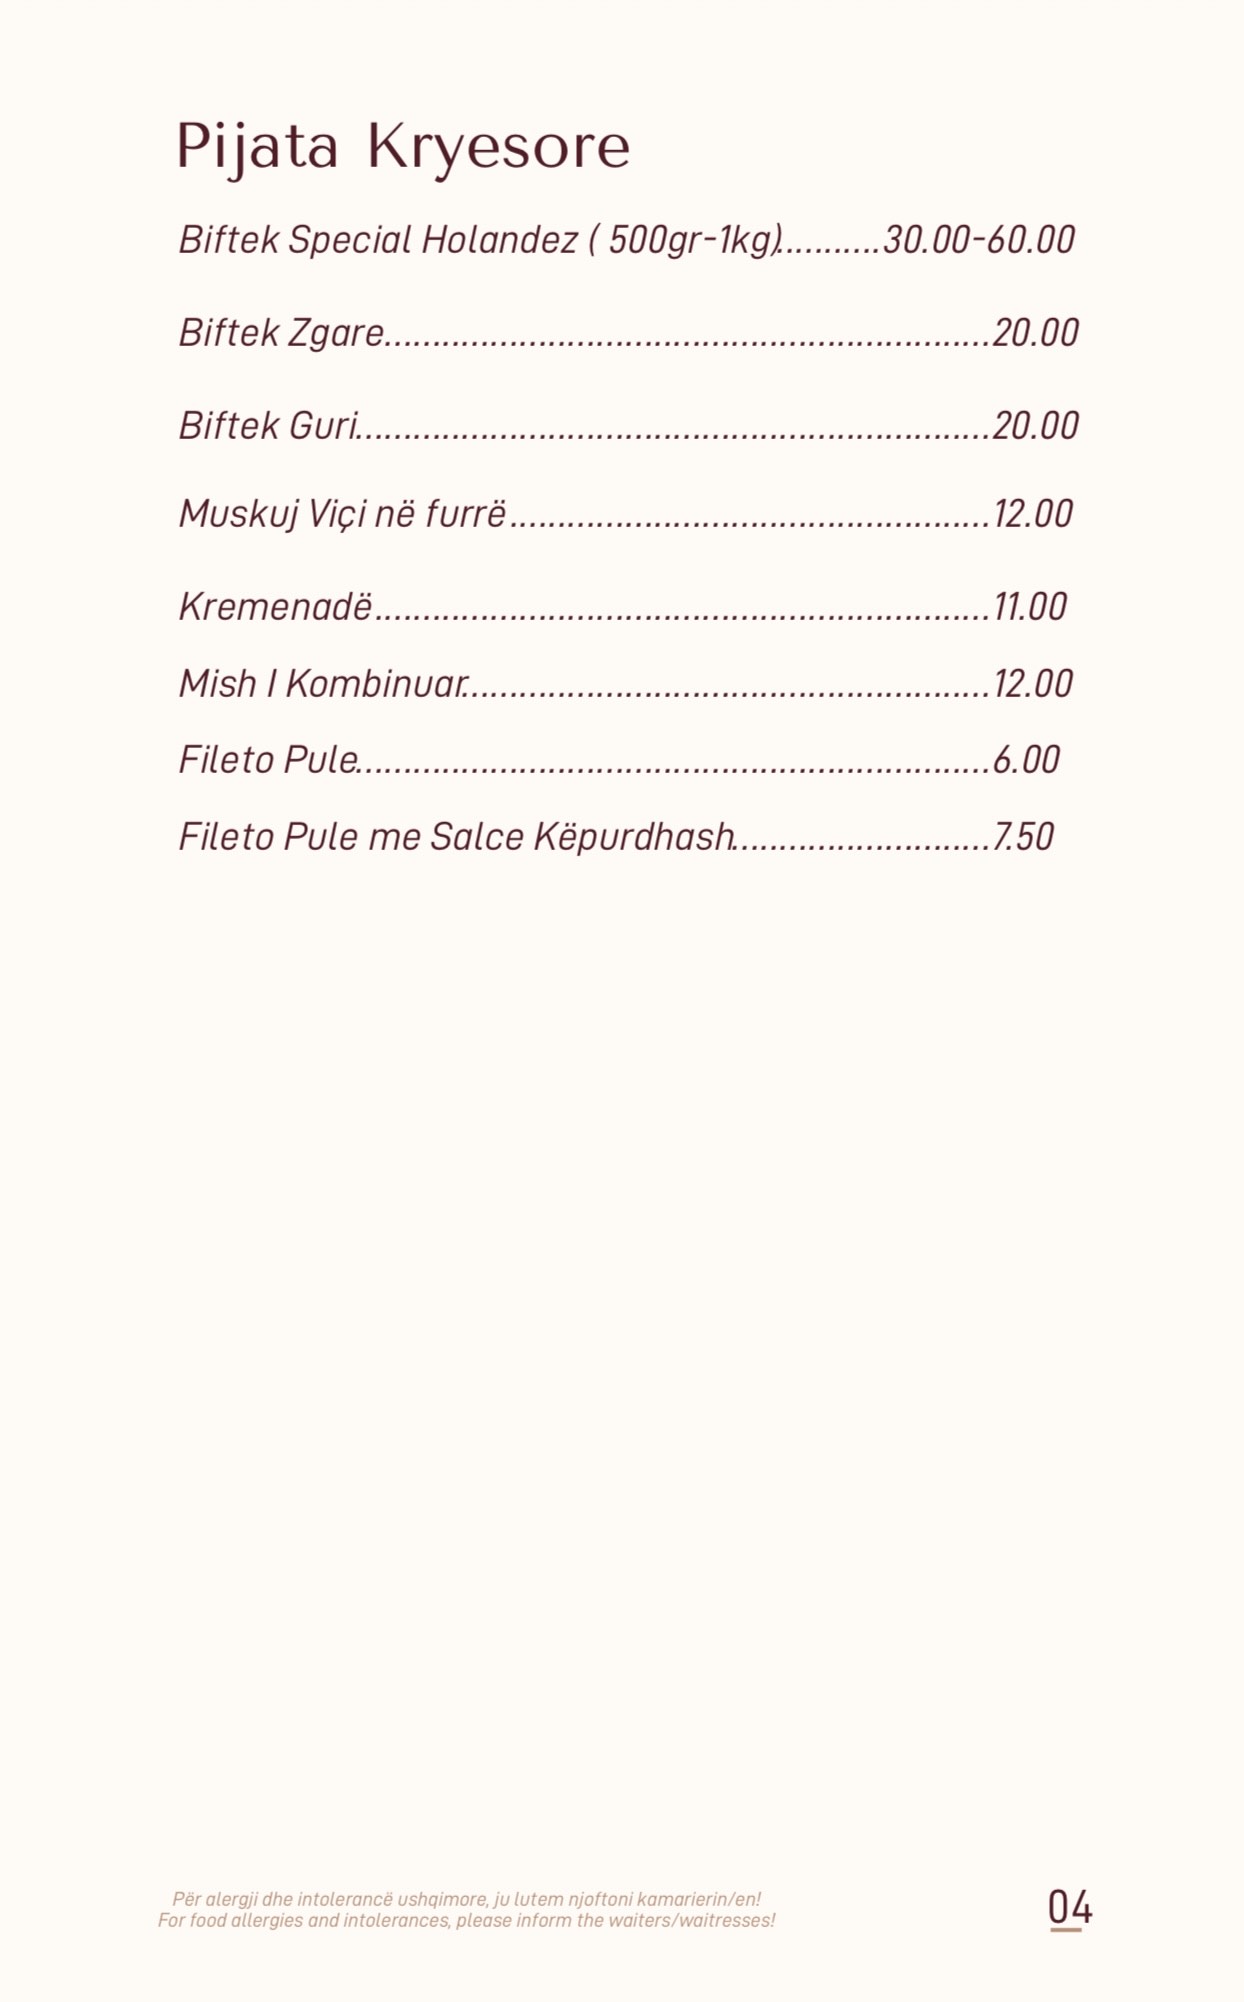 Pijata Kryesore
Biftek Special Holandez ( 500gr-1kg)...........30.00-60.00
Biftek Zgare...............................................................20.00
Biftek Guri..................................................................20.00
Muskuj Viçi në furrë..................................................12.00
Kremenadë................................................................11.00
Mish I Kombinuar.......................................................12.00
Fileto Pule..................................................................6.00
Fileto Pule me Salce Këpurdhash...........................7.50
Për alergji dhe intolerancë ushqimore, ju lutem njoftoni kamarierin/en!
For food allergies and intolerances, please inform the waiters/waitresses!
04